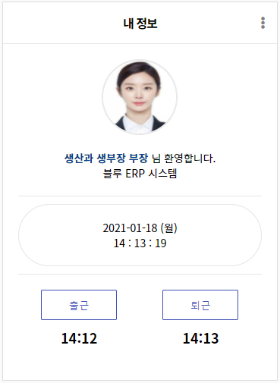 내 정보
생산과 생부장 부장 님 환영합니다.
블루 ERP 시스템
2021-01-18 (월)
14 : 13 : 19
출근 퇴근
14:12 14:13